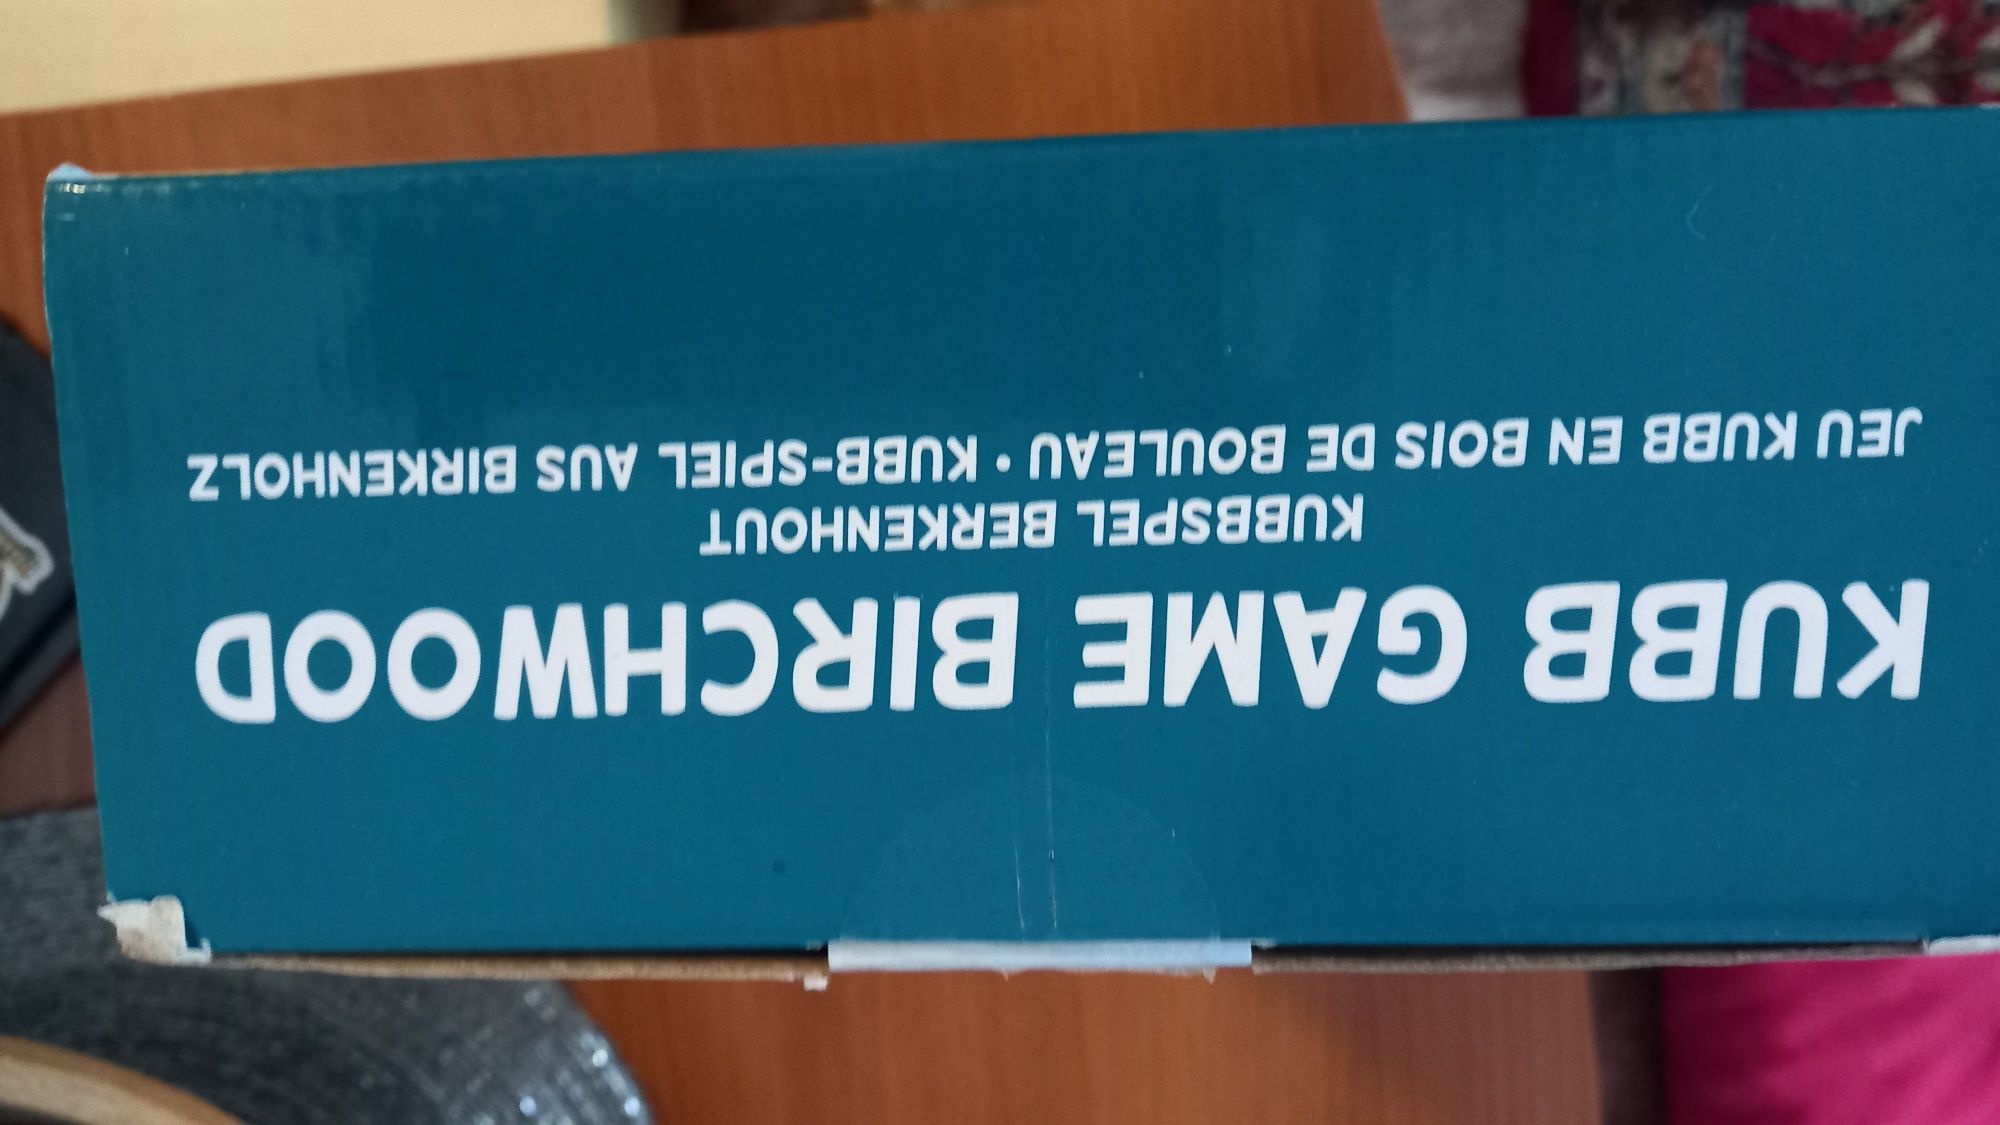 KUBB GAME BIRCHWOOD
KUBBSPEL BERKENHOUT
JEU KUBB EN BOIS DE BOULEAU • KUBB-SPIEL AUS BIRKENHOLZ